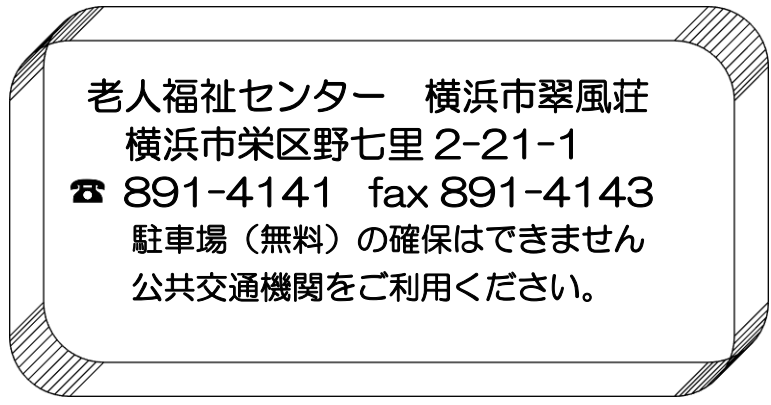 老人福祉センター　横浜市翠風荘
横浜市栄区野七里2-21-1
☎ 891-4141 fax 891-4143
駐車場（無料）の確保はできません
公共交通機関をご利用ください。